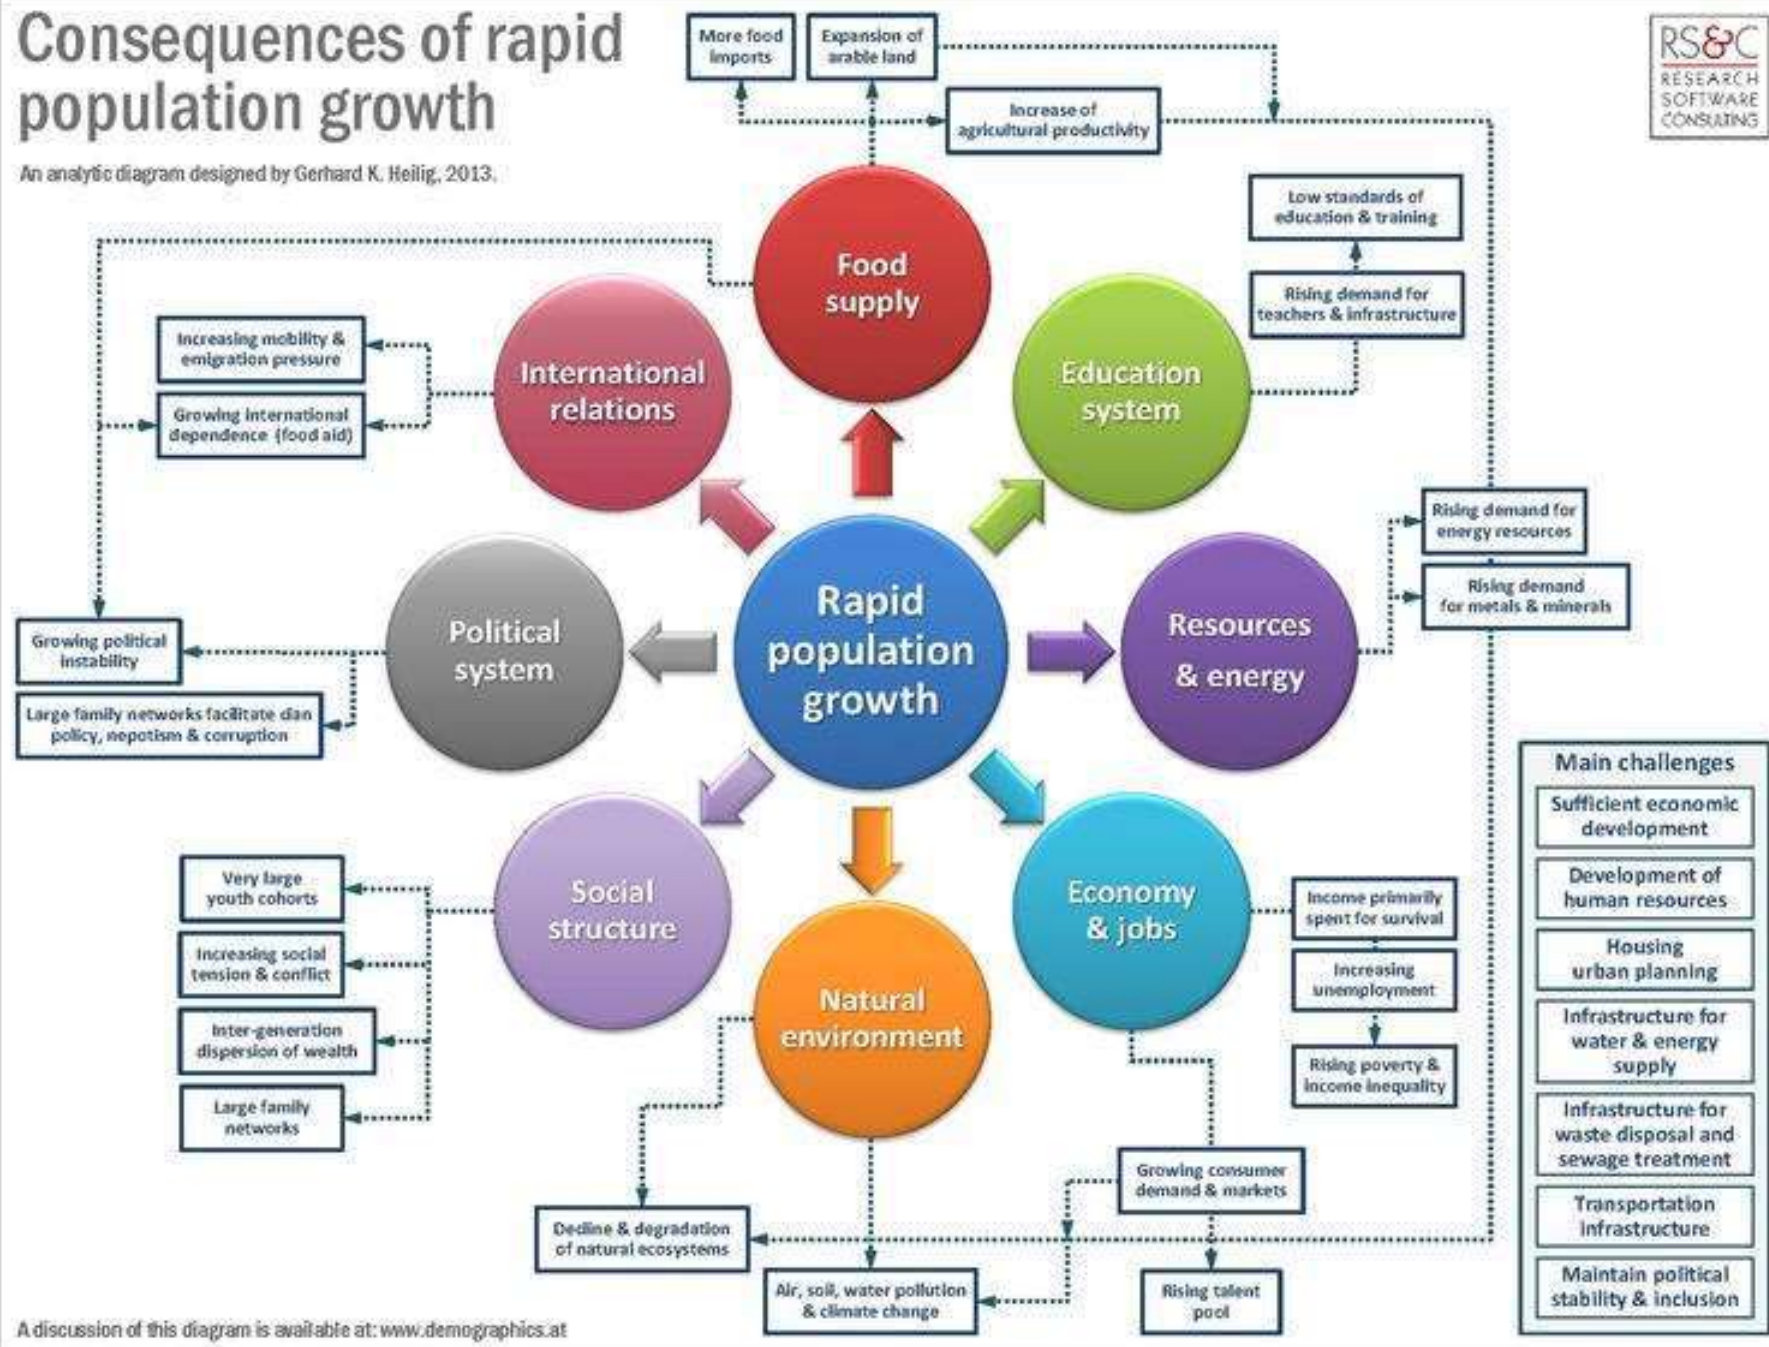 Consequences of rapid
population growth
An analytic diagram designed by Gerhard K. Heilig, 2013.
RS&C
RESEARCH
SOFTWARE
CONSULTING
More food
imports
Expansion of
arable land
Increase of
agricultural productivity
Food
supply
Low standards of
education & training
Rising demand for
teachers & infrastructure
Education
system
International
relations
Increasing mobility &
emigration pressure
Growing international
dependence (food aid)
Rapid
population
growth
Resources
& energy
Rising demand for
energy resources
Rising demand
for metals & minerals
Political
system
Growing political
instability
Large family networks facilitate clan
policy, nepotism & corruption
Social
structure
Very large
youth cohorts
Increasing social
tension & conflict
Inter-generation
dispersion of wealth
Large family
networks
Natural
environment
Decline & degradation
of natural ecosystems
Air, soil, water pollution
& climate change
Economy
& jobs
Income primarily
spent for survival
Increasing
unemployment
Rising poverty &
income inequality
Growing consumer
demand & markets
Rising talent
pool
Main challenges
Sufficient economic
development
Development of
human resources
Housing
urban planning
Infrastructure for
water & energy
supply
Infrastructure for
waste disposal and
sewage treatment
Transportation
infrastructure
Maintain political
stability & inclusion
A discussion of this diagram is available at: www.demographics.at